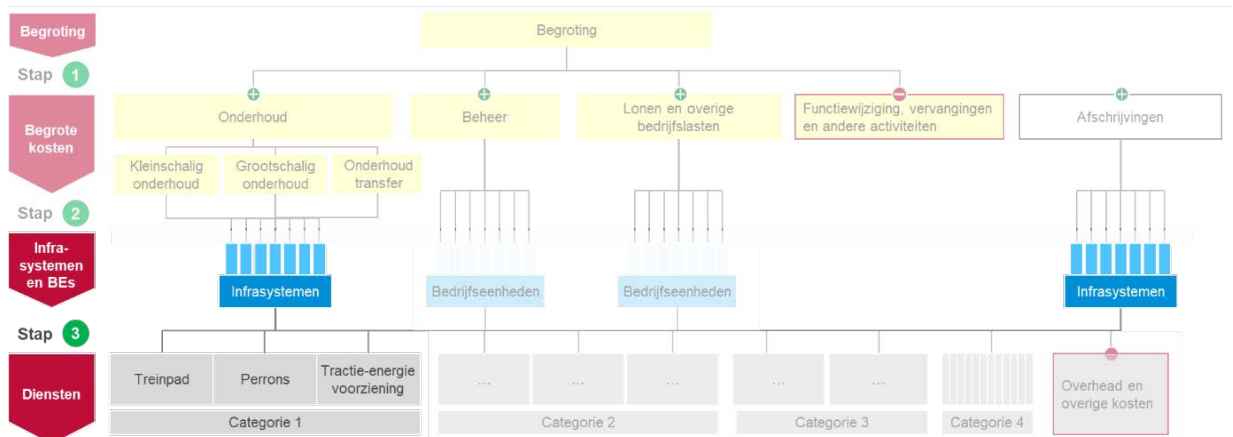 Begroting
Begroting
Stap 1
Begrote
kosten
Onderhoud
Beheer
Lonen en overige
bedrijfslasten
Functiewijziging, vervangingen
en andere activiteiten
Afschrijvingen
Kleinschalig
onderhoud
Grootschalig
onderhoud
Onderhoud
transfer
Stap 2
Infra-
systemen
en BEs
Infrasystemen
Bedrijfseenheden
Bedrijfseenheden
Infrasystemen
Stap 3
Diensten
Treinpad
Perrons
Tractie-energie
voorziening
...
...
...
...
...
Overhead en
overige kosten
Categorie 1
Categorie 2
Categorie 3
Categorie 4